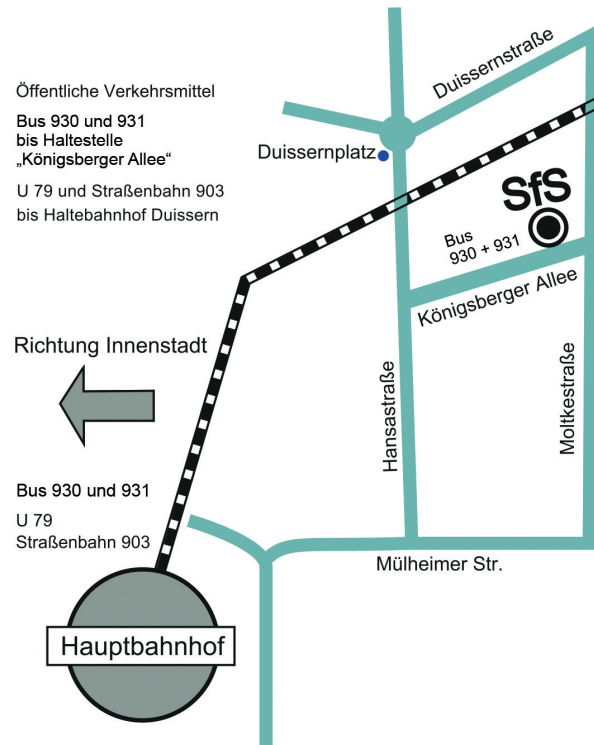 Öffentliche Verkehrsmittel
Bus 930 und 931
bis Haltestelle
„Königsberger Allee“
U 79 und Straßenbahn 903
bis Haltebahnhof Duissern
Duissernstraße
Duissernplatz
SfS
Bus
930 + 931
Königsberger Allee
Richtung Innenstadt
Hansastraße
Moltkestraße
Bus 930 und 931
U 79
Straßenbahn 903
Mülheimer Str.
Hauptbahnhof